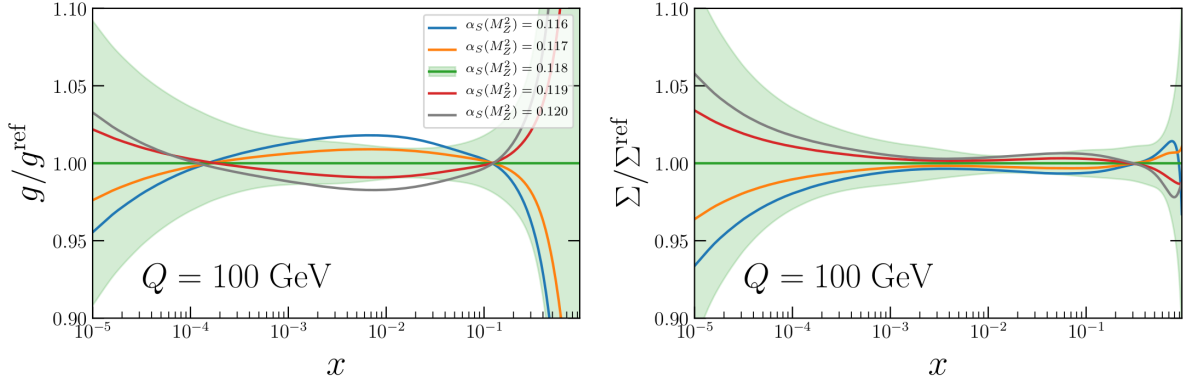 1.10
1.05
1.00
0.95
0.90
g/g^ref
α_S(M_Z^2) = 0.116
α_S(M_Z^2) = 0.117
α_S(M_Z^2) = 0.118
α_S(M_Z^2) = 0.119
α_S(M_Z^2) = 0.120
Q = 100 GeV
10^−5 10^−4 10^−3 10^−2 10^−1
x
1.10
1.05
1.00
0.95
0.90
Σ/Σ^ref
Q = 100 GeV
10^−5 10^−4 10^−3 10^−2 10^−1
x